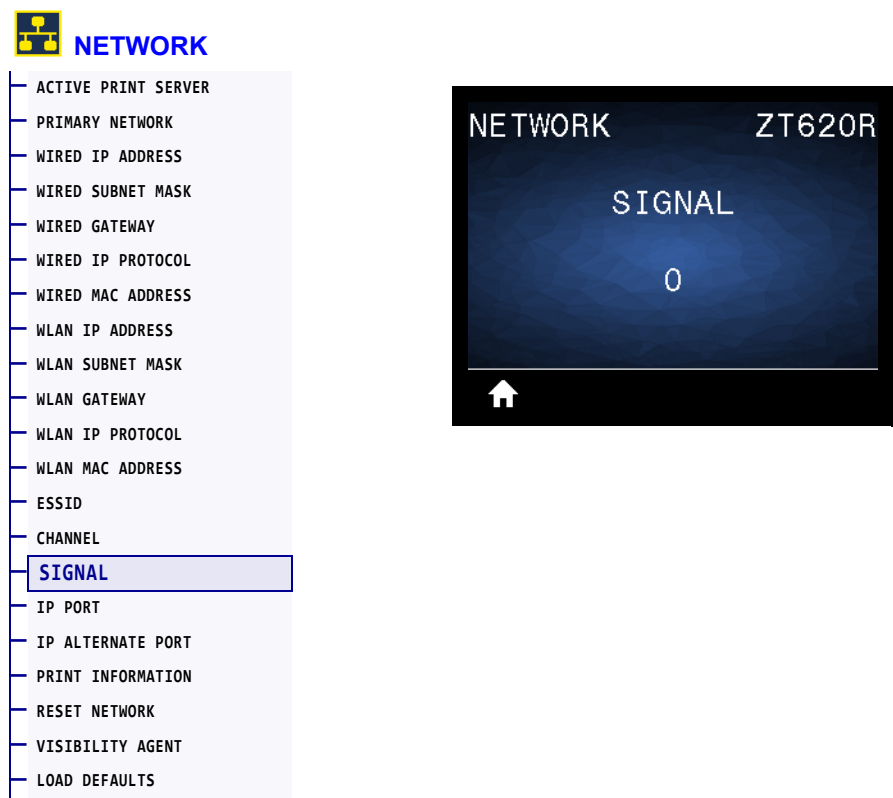 NETWORK
ACTIVE PRINT SERVER
PRIMARY NETWORK
WIRED IP ADDRESS
WIRED SUBNET MASK
WIRED GATEWAY
WIRED IP PROTOCOL
WIRED MAC ADDRESS
WLAN IP ADDRESS
WLAN SUBNET MASK
WLAN GATEWAY
WLAN IP PROTOCOL
WLAN MAC ADDRESS
ESSID
CHANNEL
SIGNAL
IP PORT
IP ALTERNATE PORT
PRINT INFORMATION
RESET NETWORK
VISIBILITY AGENT
LOAD DEFAULTS
NETWORK ZT620R
SIGNAL
0